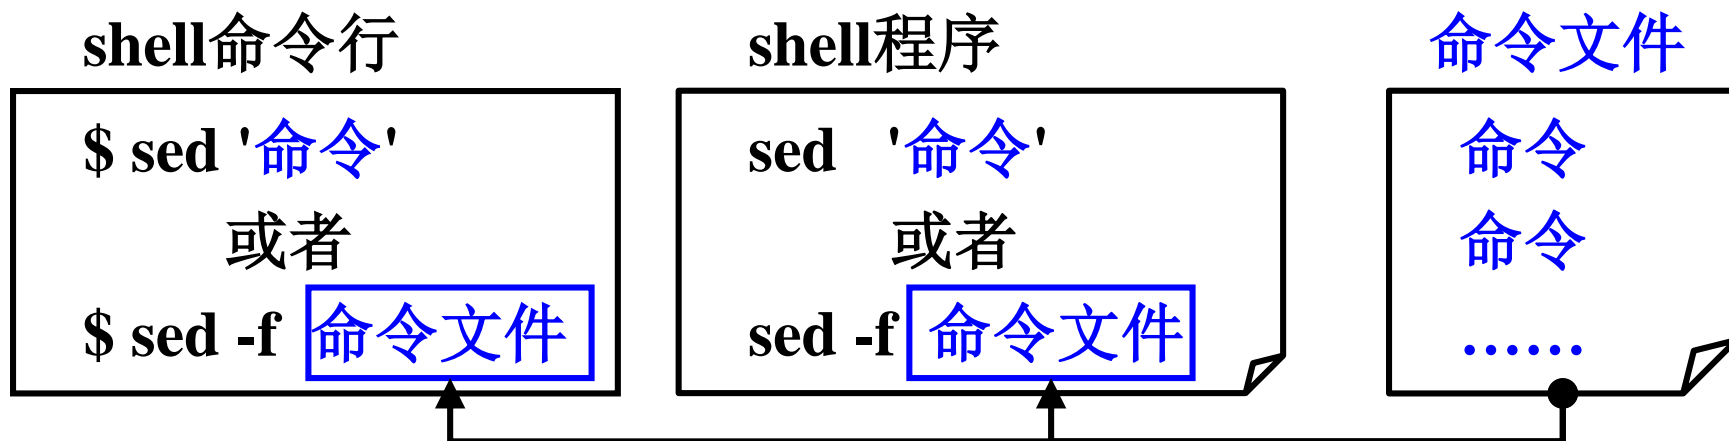 shell命令行
$ sed '命令'
或者
$ sed -f 命令文件
shell程序
sed '命令'
或者
sed -f 命令文件
命令文件
命令
命令
……